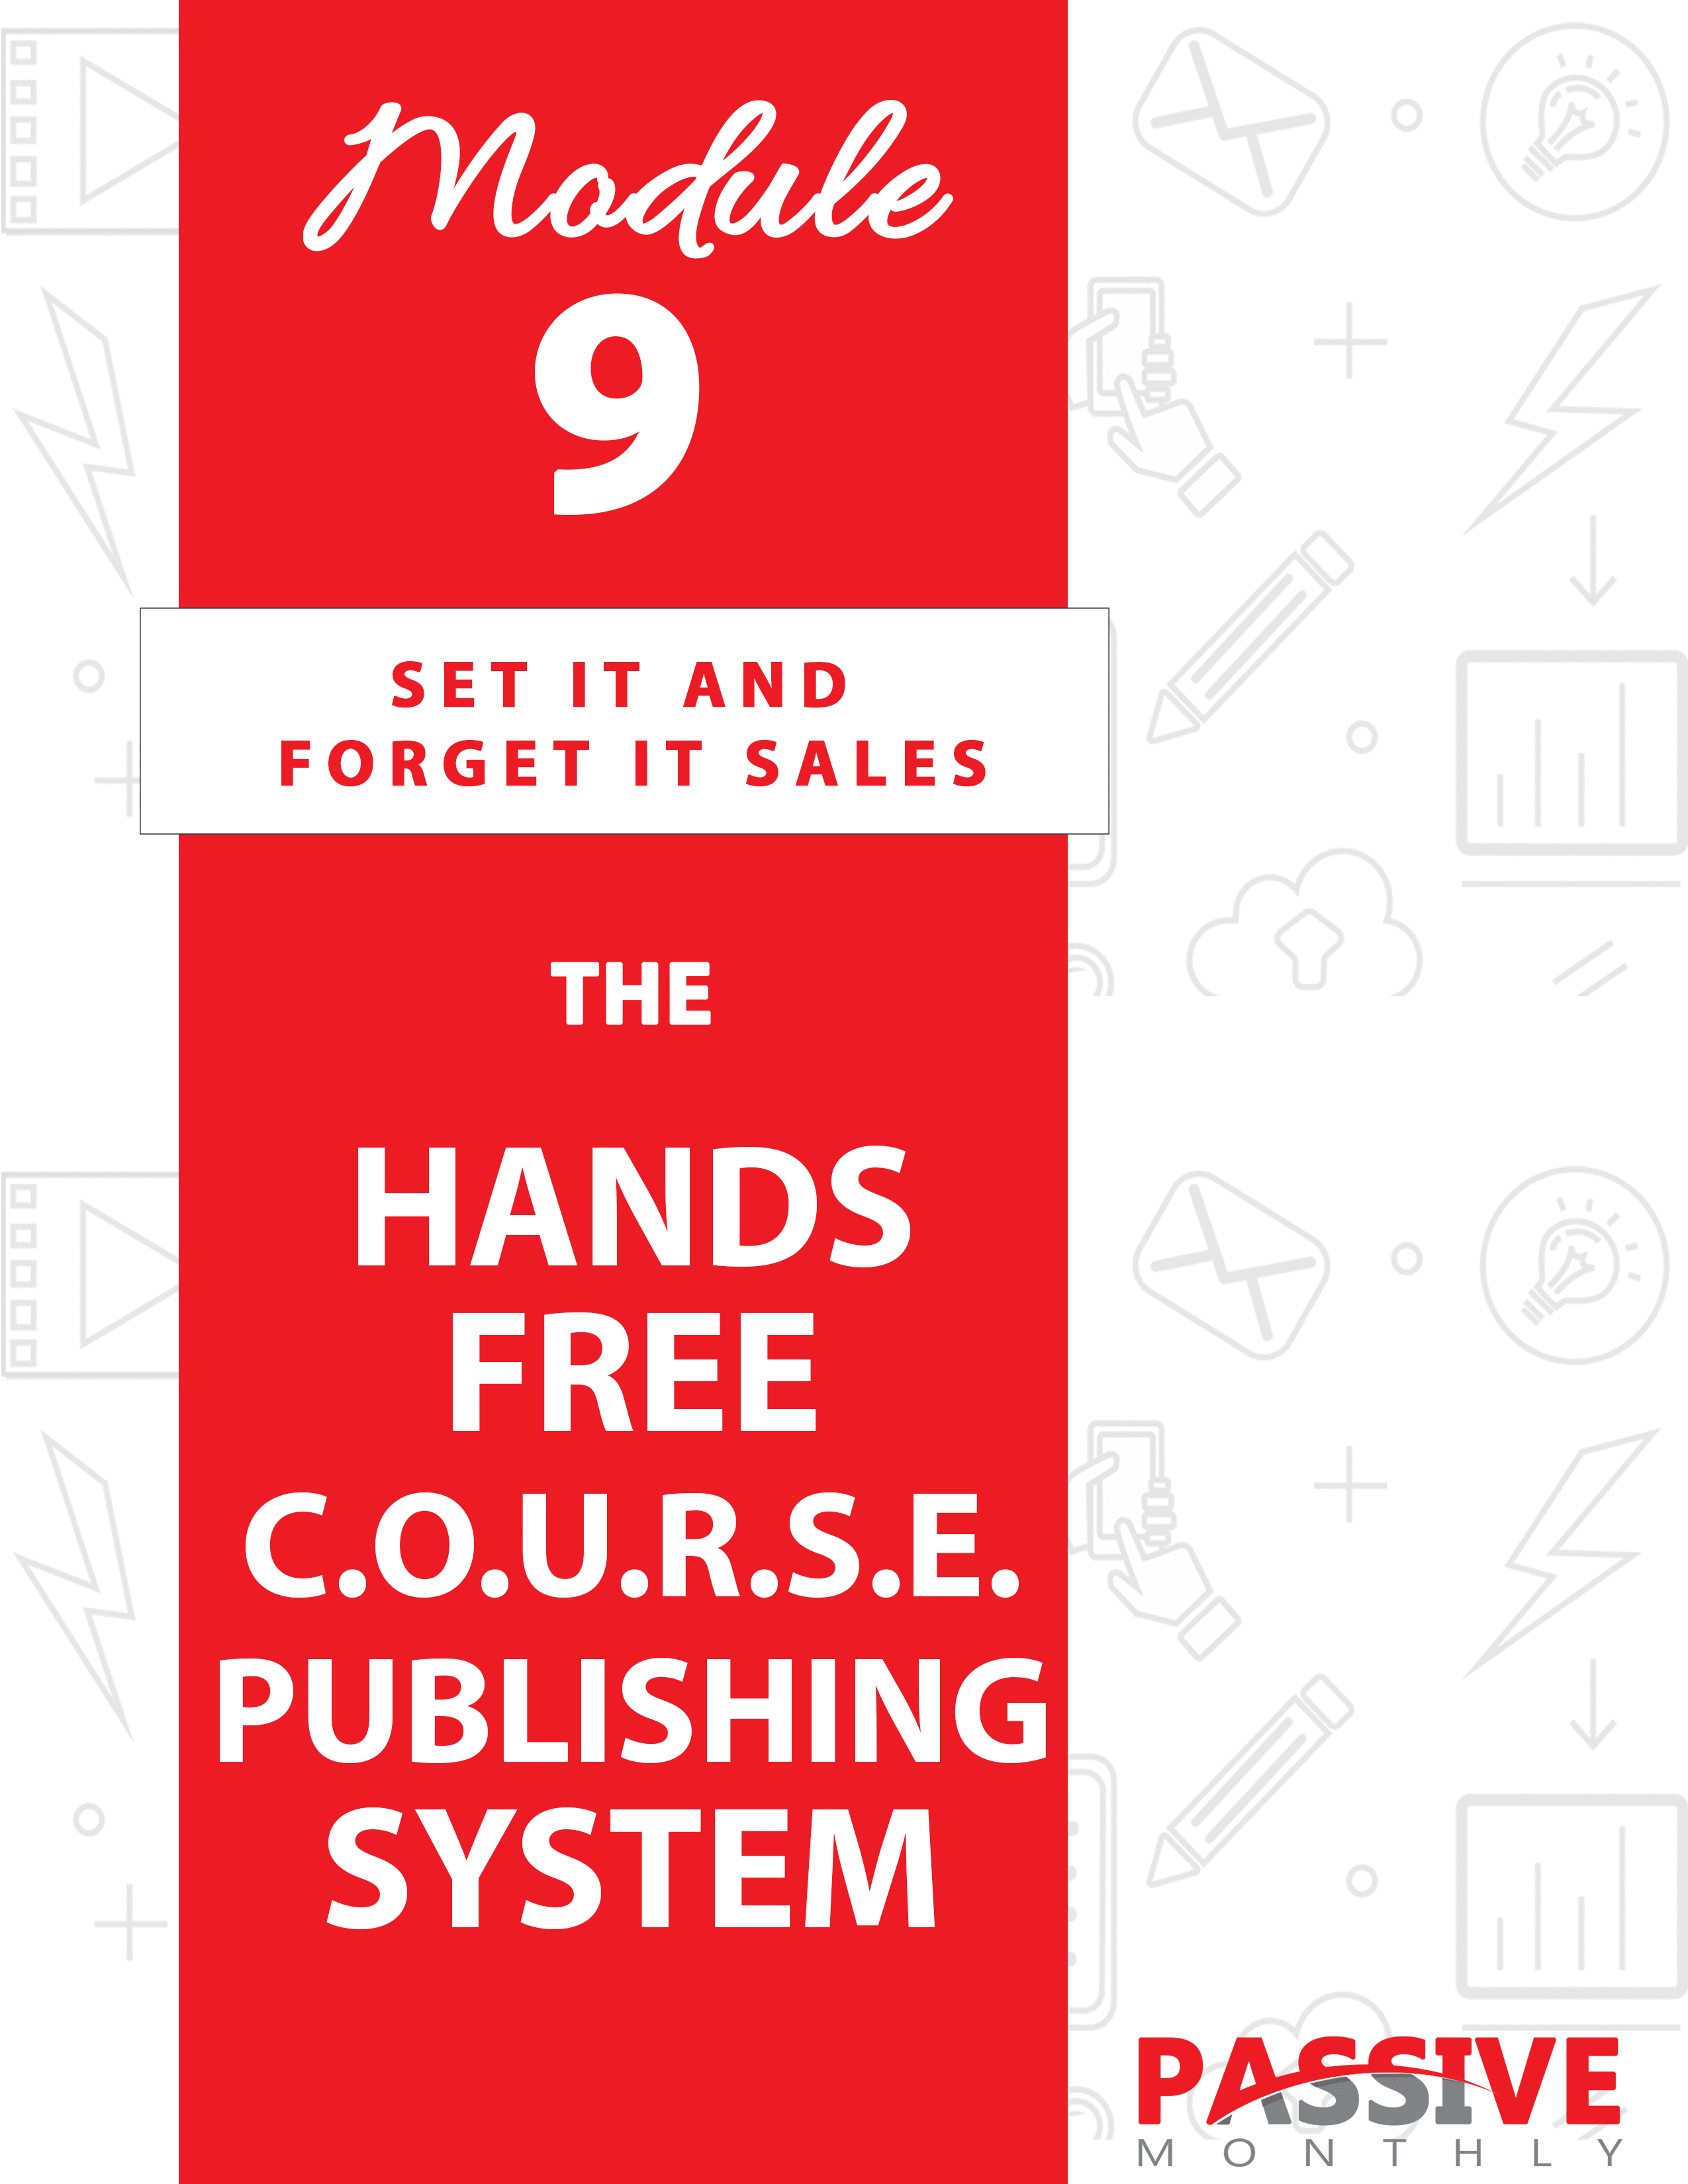 Module
9
SET IT AND
FORGET IT SALES
THE
HANDS
FREE
C.O.U.R.S.E.
PUBLISHING
SYSTEM
PASSIVE
MONTHLY